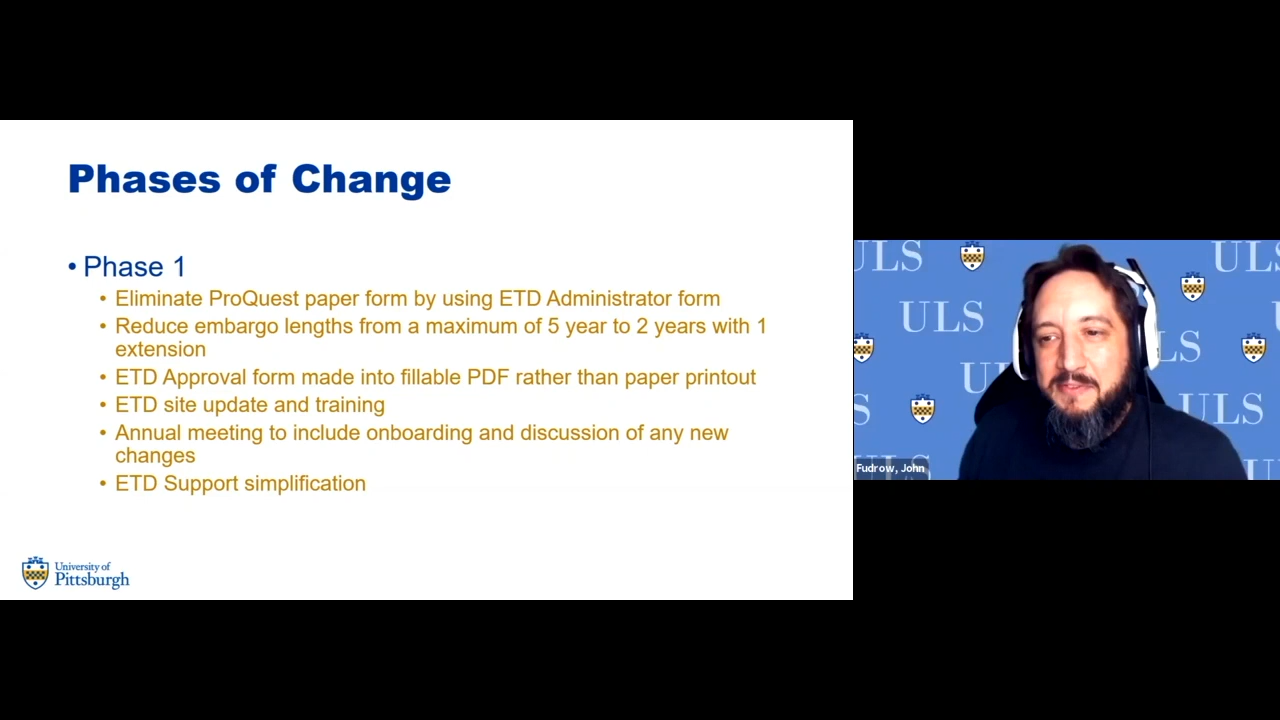 Phases of Change
• Phase 1
• Eliminate ProQuest paper form by using ETD Administrator form
• Reduce embargo lengths from a maximum of 5 year to 2 years with 1
extension
• ETD Approval form made into fillable PDF rather than paper printout
• ETD site update and training
• Annual meeting to include onboarding and discussion of any new
changes
• ETD Support simplification
University of
Pittsburgh
ULS
ULS
ULS
Fudrow, John